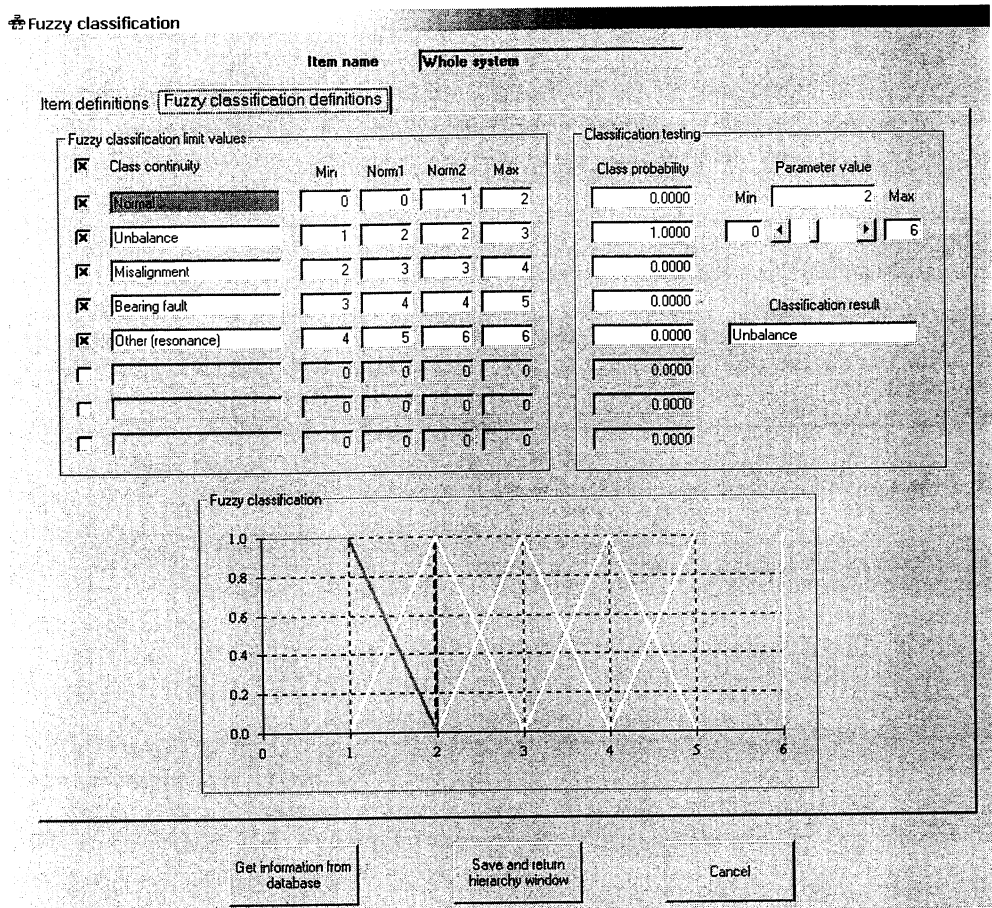 Fuzzy classification
Item name Whole system
Item definitions Fuzzy classification definitions
Fuzzy classification limit values
Class continuity Min Norm1 Norm2 Max
Normal 0 0 1 2
Unbalance 1 2 2 3
Misalignment 2 3 3 4
Bearing fault 3 4 4 5
Other (resonance) 4 5 6 6
0 0 0 0
0 0 0 0
0 0 0 0
Classification testing
Class probability Parameter value
0.0000 Min 2 Max
1.0000 0 6
0.0000
0.0000 Classification result
0.0000 Unbalance
0.0000
0.0000
0.0000
Fuzzy classification
1.0
0.8
0.6
0.4
0.2
0.0
0 1 2 3 4 5 6
Get information from database
Save and return hierarchy window
Cancel